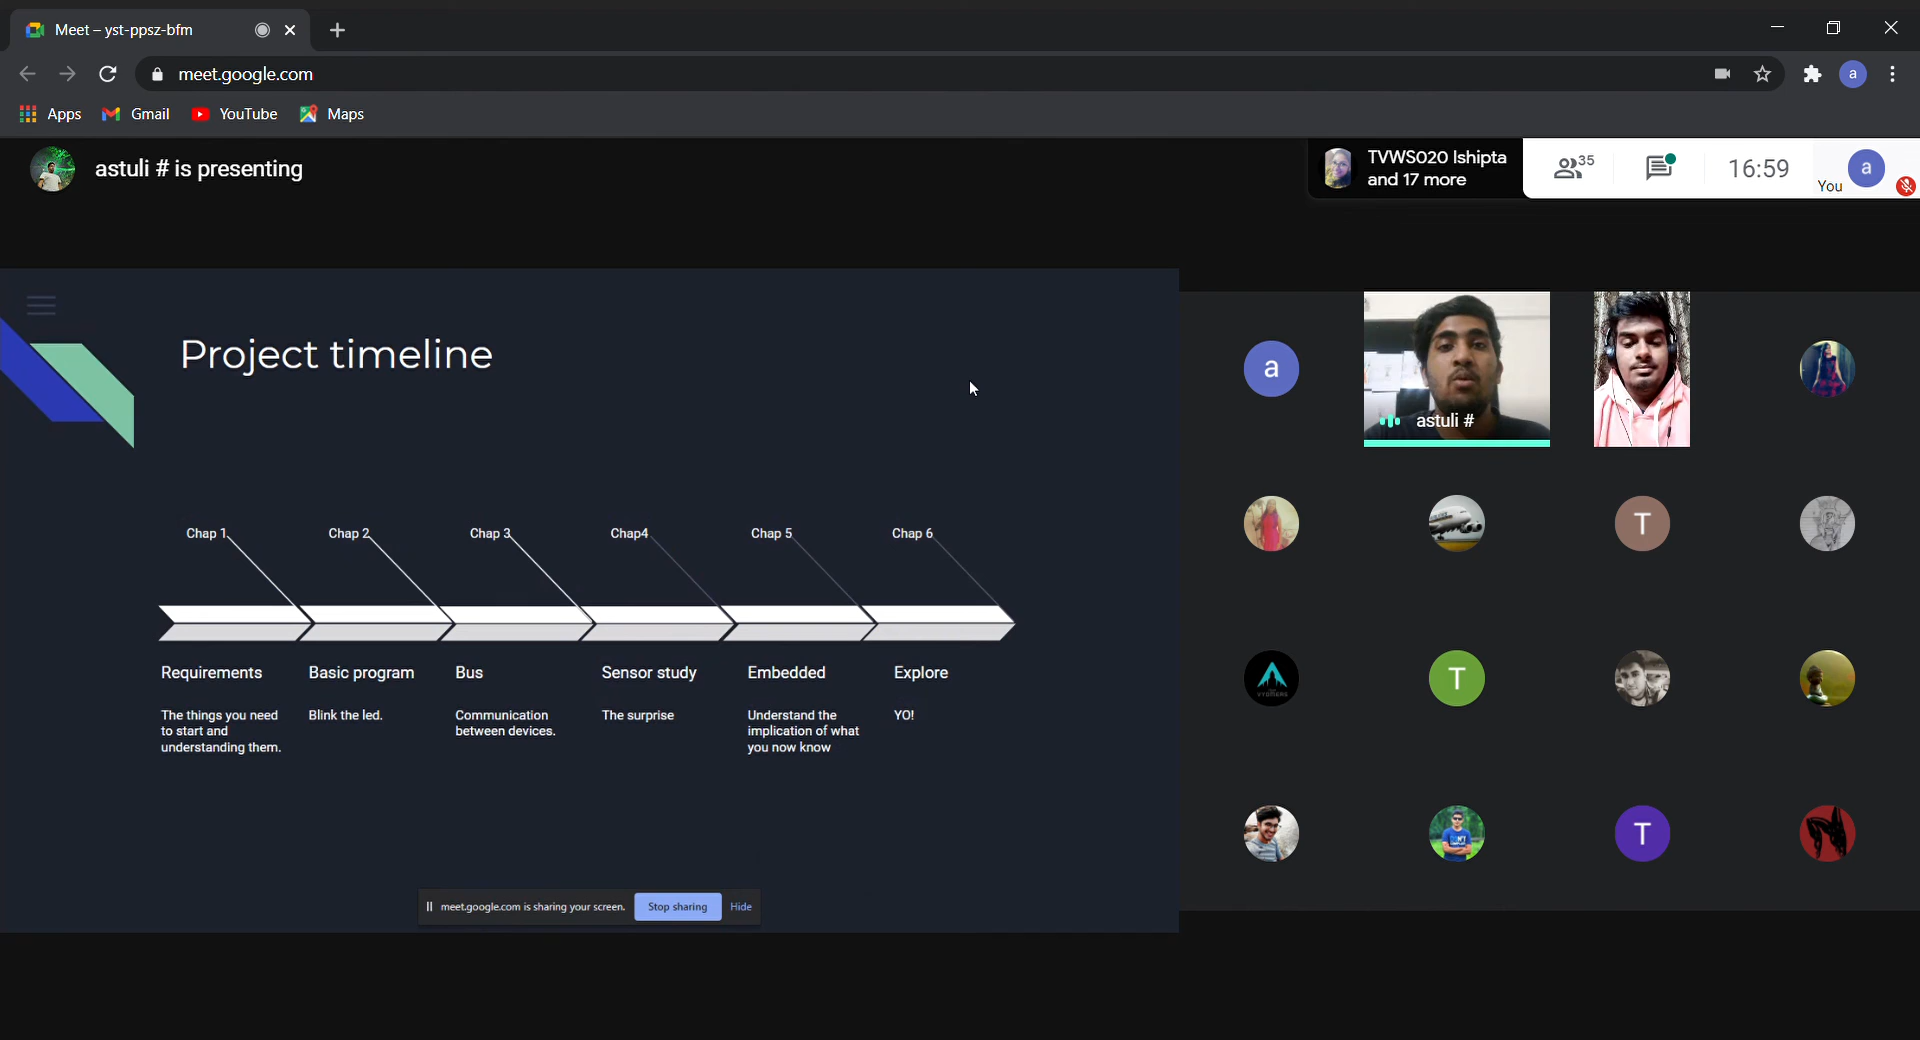 Meet – yst-ppsz-bfm
meet.google.com
a
Apps
Gmail
YouTube
Maps
astuli # is presenting
TVWS020 Ishipta
and 17 more
35
16:59
You
a
Project timeline
Chap 1
Chap 2
Chap 3
Chap4
Chap 5
Chap 6
Requirements
Basic program
Bus
Sensor study
Embedded
Explore
The things you need
to start and
understanding them.
Blink the led.
Communication
between devices.
The surprise
Understand the
implication of what
you now know
YO!
meet.google.com is sharing your screen.
Stop sharing
Hide
a
astuli #
T
T
T